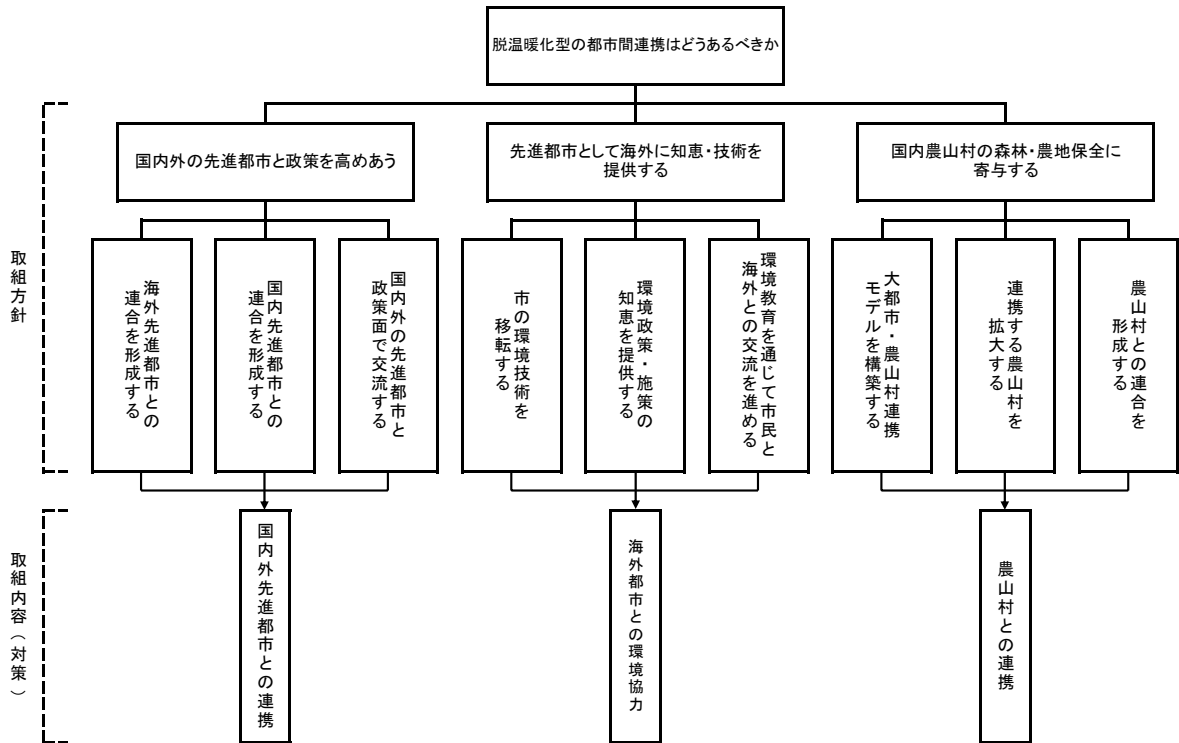 脱温暖化型の都市間連携はどうあるべきか
取組方針
国内外の先進都市と政策を高めあう
先進都市として海外に知恵・技術を
提供する
国内農山村の森林・農地保全に
寄与する
海外先進都市との
連合を形成する
国内先進都市との
連合を形成する
国内外の先進都市と
政策面で交流する
市の環境技術を
移転する
環境政策・施策の
知恵を提供する
環境教育を通じて市民と
海外との交流を進める
大都市・農山村連携
モデルを構築する
連携する農山村を
拡大する
農山村との連合を
形成する
取組内容(対策)
国内外先進都市との連携
海外都市との環境協力
農山村との連携